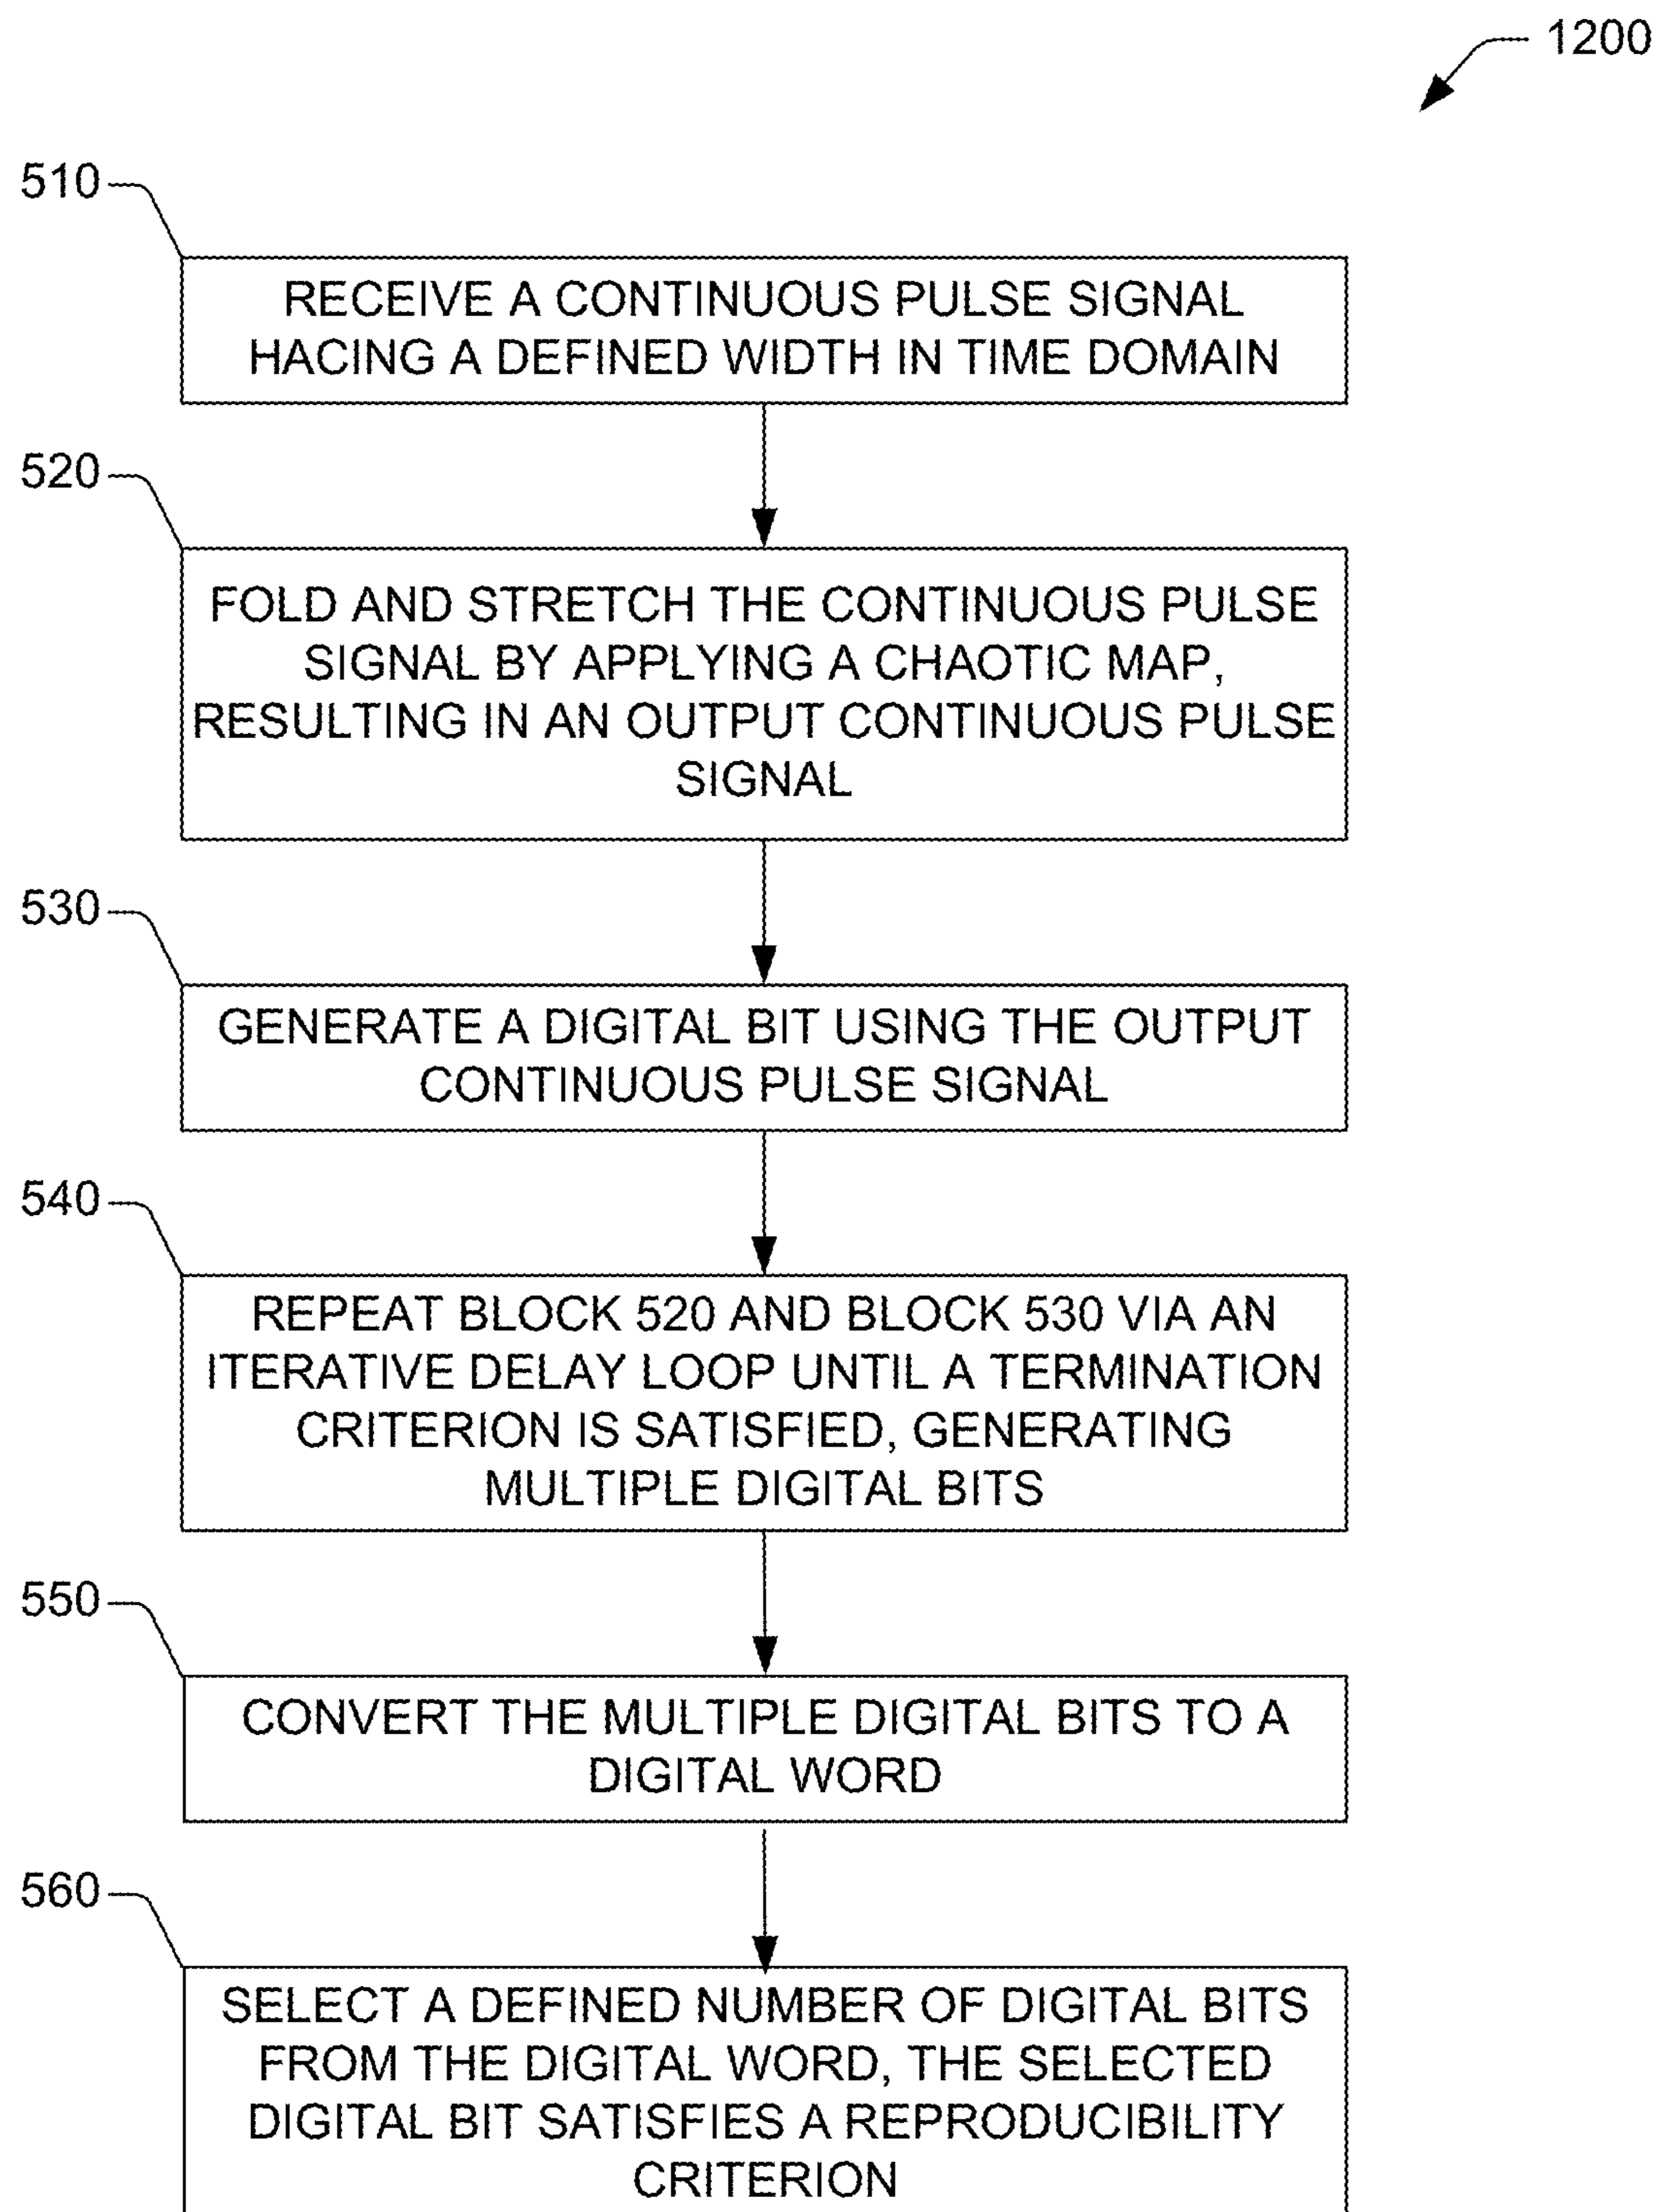 1200
510
RECEIVE A CONTINUOUS PULSE SIGNAL
HACING A DEFINED WIDTH IN TIME DOMAIN
520
FOLD AND STRETCH THE CONTINUOUS PULSE
SIGNAL BY APPLYING A CHAOTIC MAP,
RESULTING IN AN OUTPUT CONTINUOUS PULSE
SIGNAL
530
GENERATE A DIGITAL BIT USING THE OUTPUT
CONTINUOUS PULSE SIGNAL
540
REPEAT BLOCK 520 AND BLOCK 530 VIA AN
ITERATIVE DELAY LOOP UNTIL A TERMINATION
CRITERION IS SATISFIED, GENERATING
MULTIPLE DIGITAL BITS
550
CONVERT THE MULTIPLE DIGITAL BITS TO A
DIGITAL WORD
560
SELECT A DEFINED NUMBER OF DIGITAL BITS
FROM THE DIGITAL WORD, THE SELECTED
DIGITAL BIT SATISFIES A REPRODUCIBILITY
CRITERION